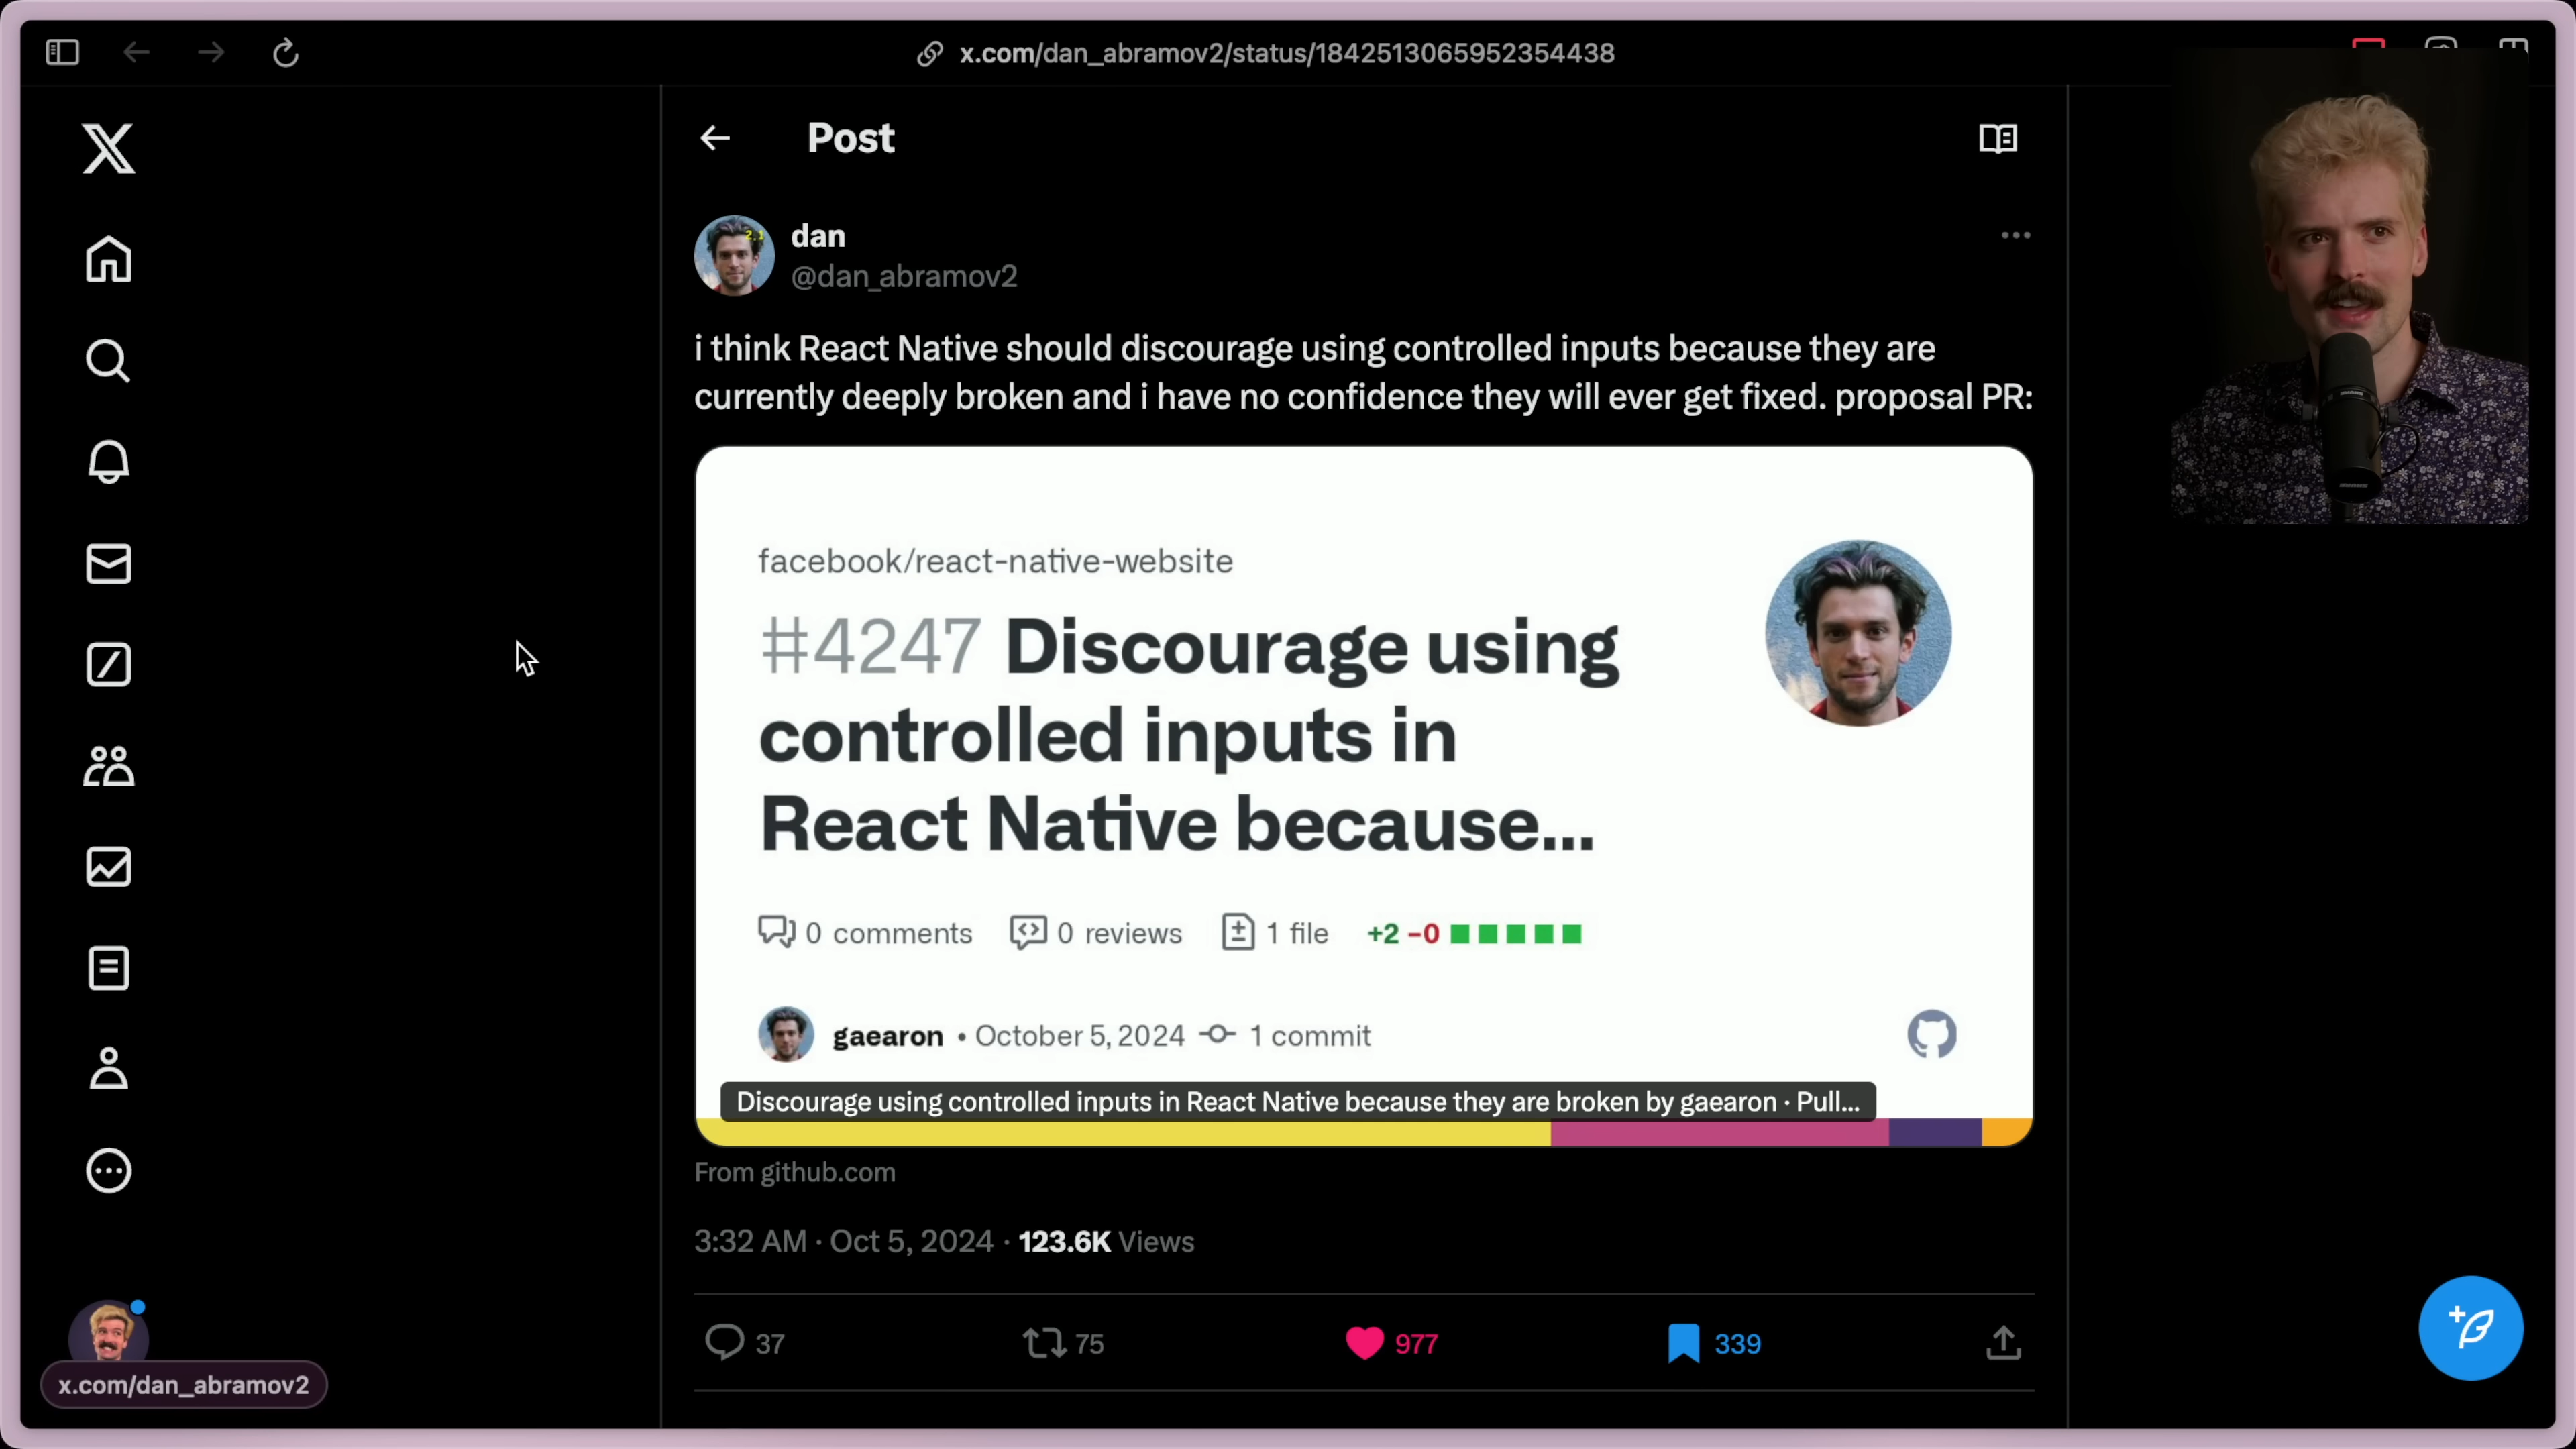 x.com/dan_abramov2/status/1842513065952354438
Post
dan
@dan_abramov2
i think React Native should discourage using controlled inputs because they are
currently deeply broken and i have no confidence they will ever get fixed. proposal PR:
facebook/react-native-website
#4247 Discourage using
controlled inputs in
React Native because...
0 comments 0 reviews 1 file +2 -0
gaearon • October 5, 2024 1 commit
Discourage using controlled inputs in React Native because they are broken by gaearon · Pull...
From github.com
3:32 AM · Oct 5, 2024 · 123.6K Views
37 75 977 339
x.com/dan_abramov2